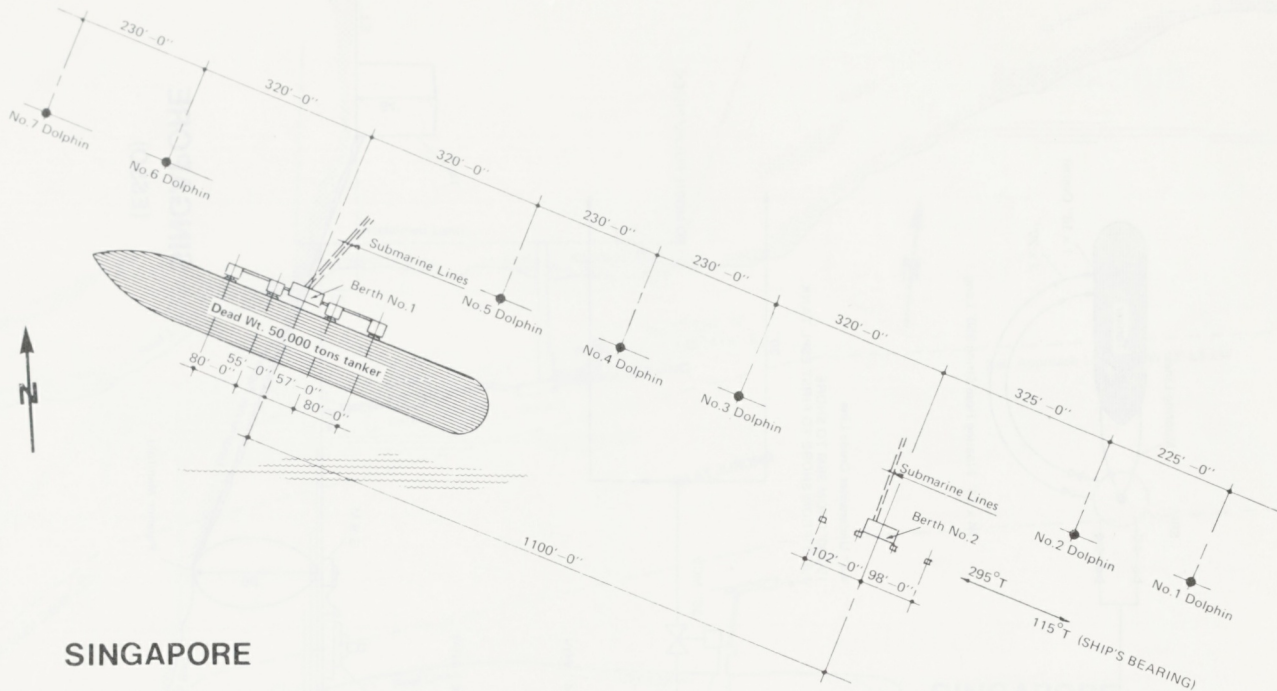 230'-0''
320'-0''
No.7 Dolphin
No.6 Dolphin
320'-0''
230'-0''
230'-0''
320'-0''
325'-0''
225'-0''
Submarine Lines
Berth No.1
No.5 Dolphin
No.4 Dolphin
No.3 Dolphin
Dead Wt. 50,000 tons tanker
80'-0'' 55'-0'' 57'-0''
80'-0''
N
Submarine Lines
Berth No.2
No.2 Dolphin
No.1 Dolphin
1100'-0''
102'-0'' 98'-0''
295°T
115°T (SHIP'S BEARING)
SINGAPORE